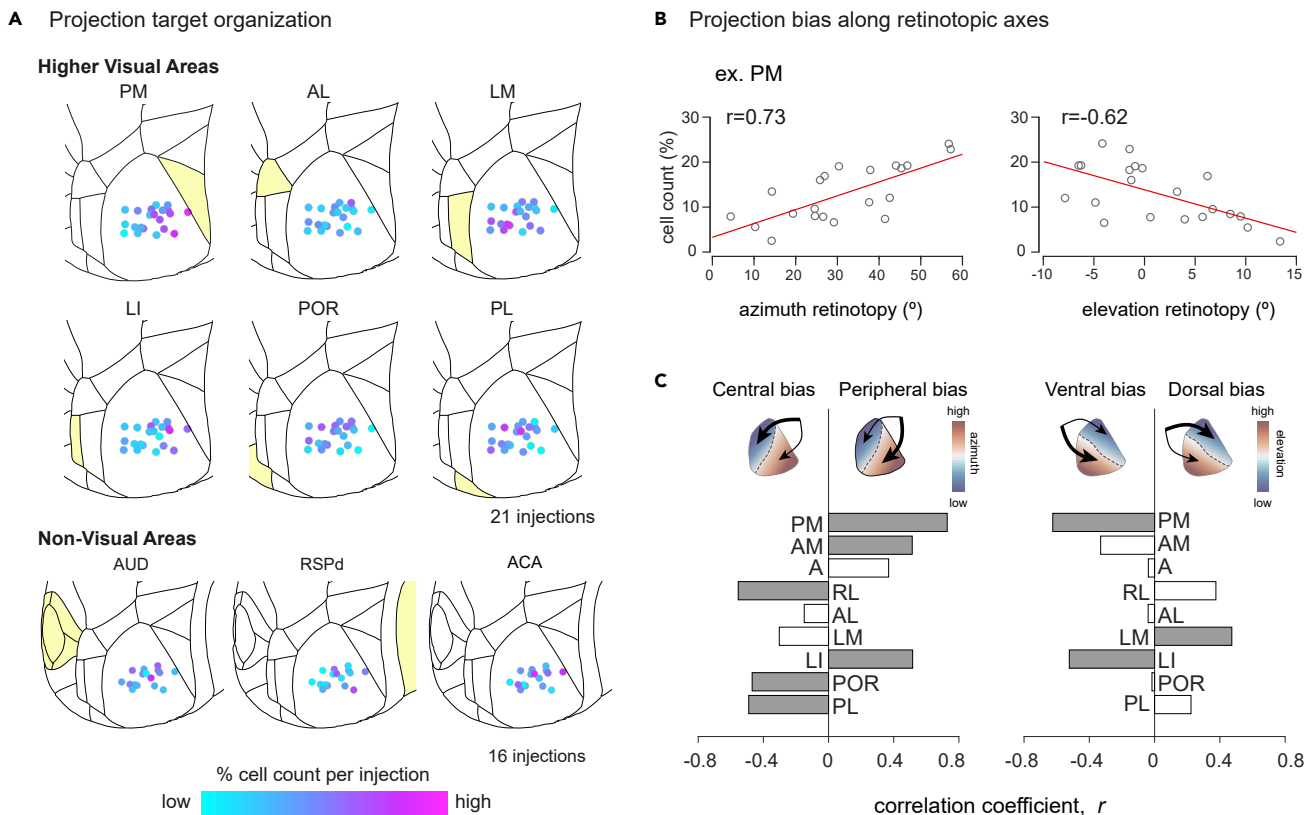 A Projection target organization
Higher Visual Areas
PM AL LM
LI POR PL
21 injections
Non-Visual Areas
AUD RSPd ACA
16 injections
% cell count per injection
low high
B Projection bias along retinotopic axes
ex. PM
r=0.73
30
20
10
0
cell count (%)
0 10 20 30 40 50 60
azimuth retinotopy (º)
r=-0.62
30
20
10
0
-10 -5 0 5 10 15
elevation retinotopy (º)
C
Central bias Peripheral bias
high
azimuth
low
PM
AM
A
RL
AL
LM
LI
POR
PL
-0.8 -0.4 0 0.4 0.8
Ventral bias Dorsal bias
high
elevation
low
PM
AM
A
RL
AL
LM
LI
POR
PL
-0.8 -0.4 0 0.4 0.8
correlation coefficient, r